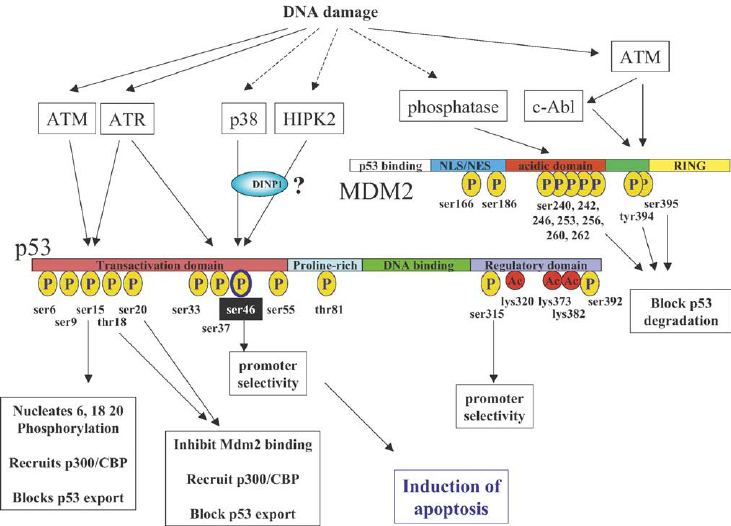 DNA damage
ATM
ATM
ATR
p38
HIPK2
phosphatase
c-Abl
DINP1
?
p53 binding
NLS/NES
acidic domain
RING
MDM2
P
P
P
P
P
P
P
P
P
ser166
ser186
ser240, 242,
246, 253, 256,
260, 262
tyr394
ser395
p53
Transactivation domain
Proline-rich
DNA binding
Regulatory domain
P
P
P
P
P
P
P
P
P
P
P
Ac
Ac
Ac
P
ser6
ser9
ser15
thr18
ser20
ser33
ser37
ser46
ser55
thr81
ser315
lys320
lys373
lys382
ser392
Block p53
degradation
promoter
selectivity
promoter
selectivity
Nucleates 6, 18 20
Phosphorylation
Recruits p300/CBP
Blocks p53 export
Inhibit Mdm2 binding
Recruit p300/CBP
Block p53 export
Induction of
apoptosis